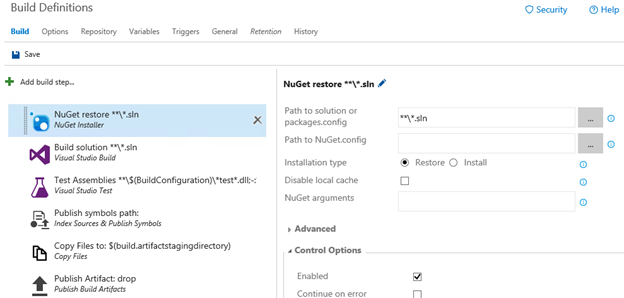 Build Definitions
Security
Help
Build Options Repository Variables Triggers General Retention History
Save
Add build step...
NuGet restore **\*.sln
NuGet Installer
Build solution **\*.sln
Visual Studio Build
Test Assemblies **\$(BuildConfiguration)\*test*.dll;-:
Visual Studio Test
Publish symbols path:
Index Sources & Publish Symbols
Copy Files to: $(build.artifactstagingdirectory)
Copy Files
Publish Artifact: drop
Publish Build Artifacts
NuGet restore **\*.sln
Path to solution or
packages.config
**\*.sln
...
Path to NuGet.config
...
Installation type
Restore Install
Disable local cache
NuGet arguments
Advanced
Control Options
Enabled
Continue on error